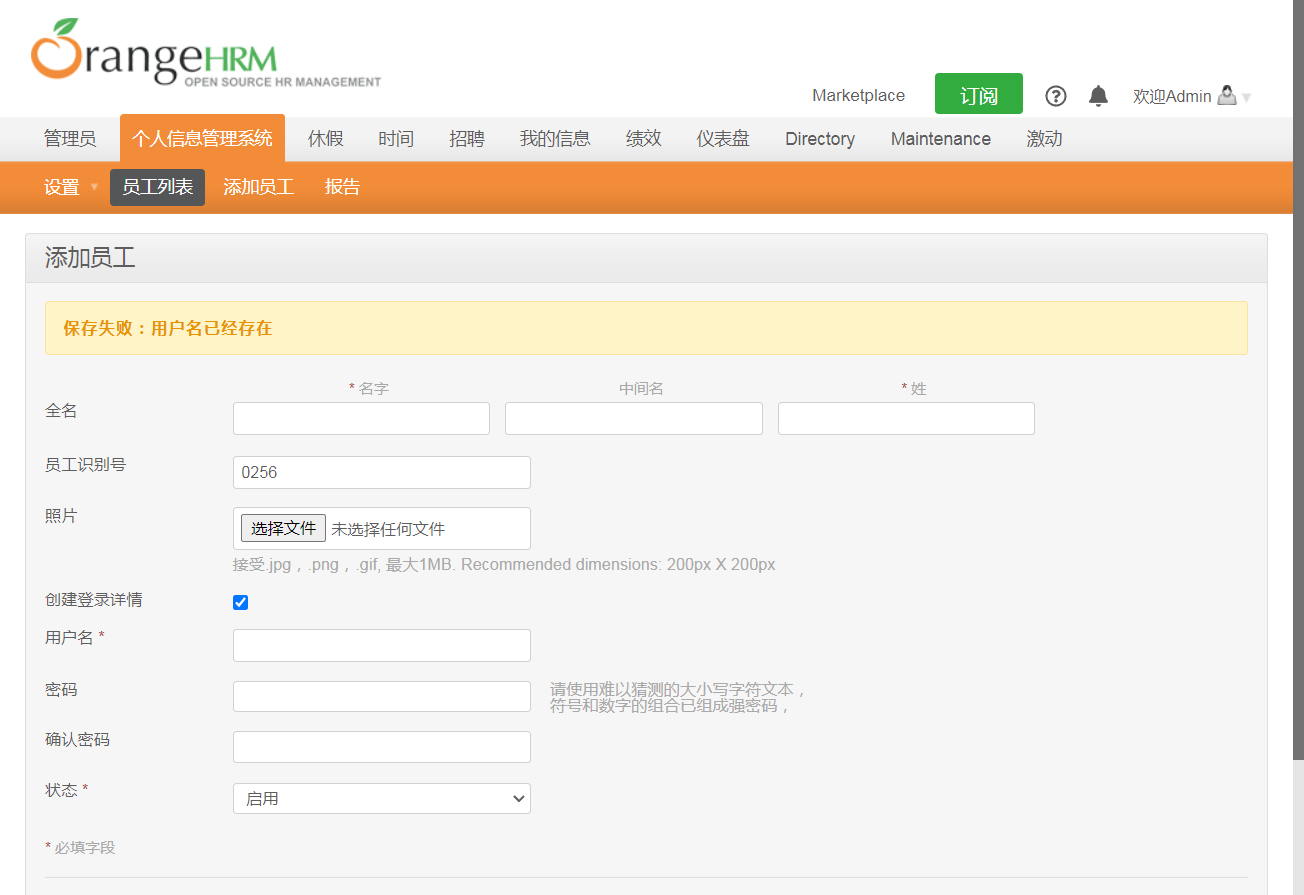 OrangeHRM
OPEN SOURCE HR MANAGEMENT
Marketplace 订阅 ? 欢迎Admin
管理员 个人信息管理系统 休假 时间 招聘 我的信息 绩效 仪表盘 Directory Maintenance 激动
设置 员工列表 添加员工 报告
添加员工
保存失败：用户名已经存在
* 名字 中间名 * 姓
全名
员工识别号 0256
照片 选择文件 未选择任何文件
接受.jpg，.png，.gif, 最大1MB. Recommended dimensions: 200px X 200px
创建登录详情
用户名 *
密码 请使用难以猜测的大小写字符文本，
符号和数字的组合已组成强密码，
确认密码
状态 * 启用
* 必填字段